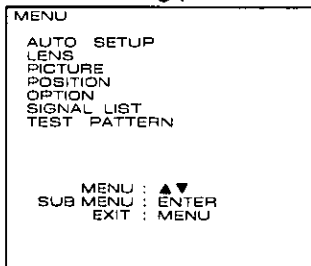 MENU
AUTO SETUP
LENS
PICTURE
POSITION
OPTION
SIGNAL LIST
TEST PATTERN
MENU : ▲▼
SUB MENU : ENTER
EXIT : MENU